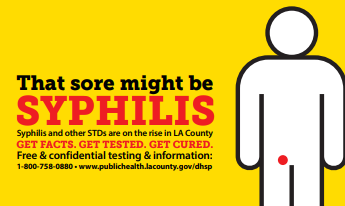 That sore might be
SYPHILIS
Syphilis and other STDs are on the rise in LA County
GET FACTS. GET TESTED. GET CURED.
Free & confidential testing & information:
1-800-758-0880 • www.publichealth.lacounty.gov/dhsp